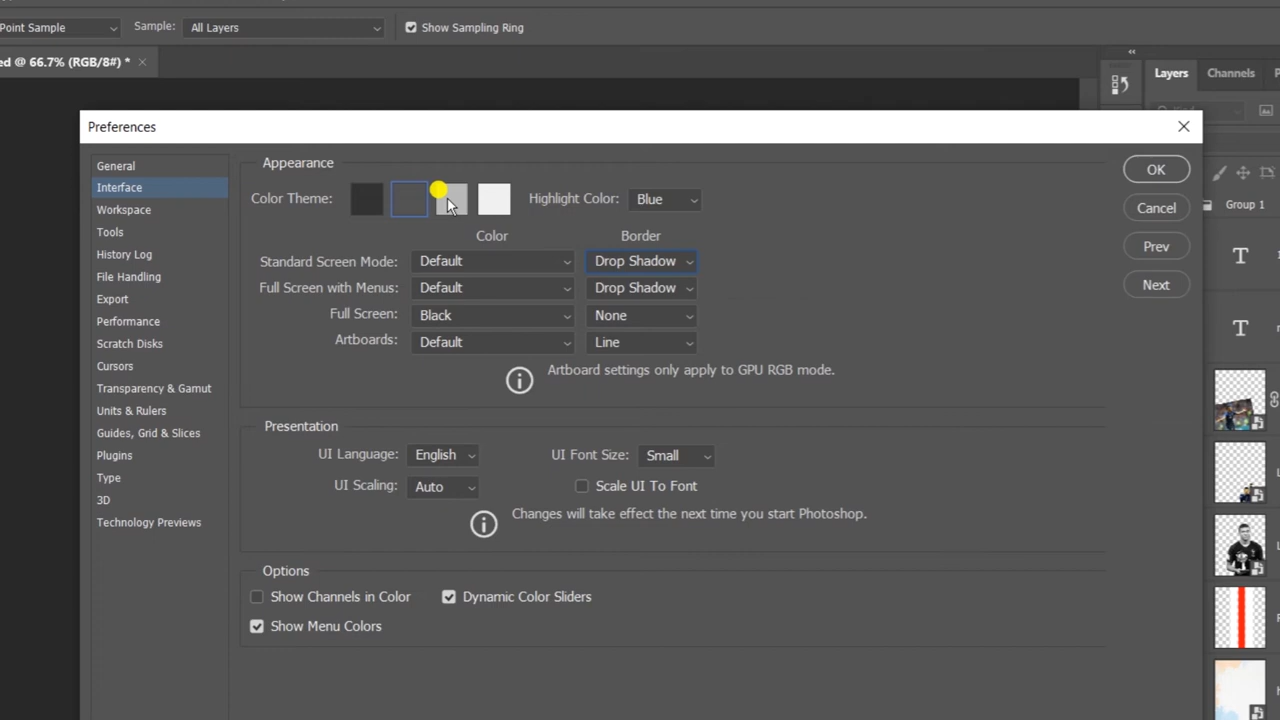 Point Sample Sample: All Layers Show Sampling Ring
ed @ 66.7% (RGB/8#) *
Layers Channels
Preferences
General
Interface
Workspace
Tools
History Log
File Handling
Export
Performance
Scratch Disks
Cursors
Transparency & Gamut
Units & Rulers
Guides, Grid & Slices
Plugins
Type
3D
Technology Previews
Appearance
Color Theme: Highlight Color: Blue
Color Border
Standard Screen Mode: Default Drop Shadow
Full Screen with Menus: Default Drop Shadow
Full Screen: Black None
Artboards: Default Line
Artboard settings only apply to GPU RGB mode.
Presentation
UI Language: English UI Font Size: Small
UI Scaling: Auto Scale UI To Font
Changes will take effect the next time you start Photoshop.
Options
Show Channels in Color Dynamic Color Sliders
Show Menu Colors
OK
Cancel
Prev
Next
Group 1
T
T